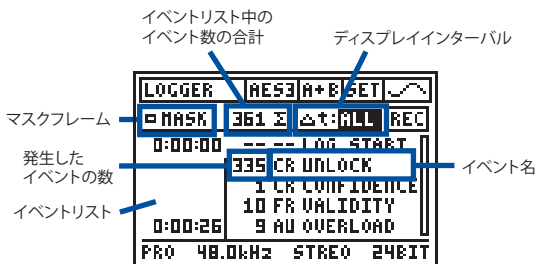 イベントリスト中の
イベント数の合計
ディスプレイインターバル
LOGGER AES3 A+B SET
マスクフレーム
MASK 361 Σ Δt:ALL REC
0:00:00 -- -- LOG START
発生した
イベントの数
335 CR UNLOCK
イベント名
1 CR CONFIDENCE
イベントリスト
10 FR VALIDITY
0:00:26 9 AU OVERLOAD
PRO 48.0kHz STREO 24BIT